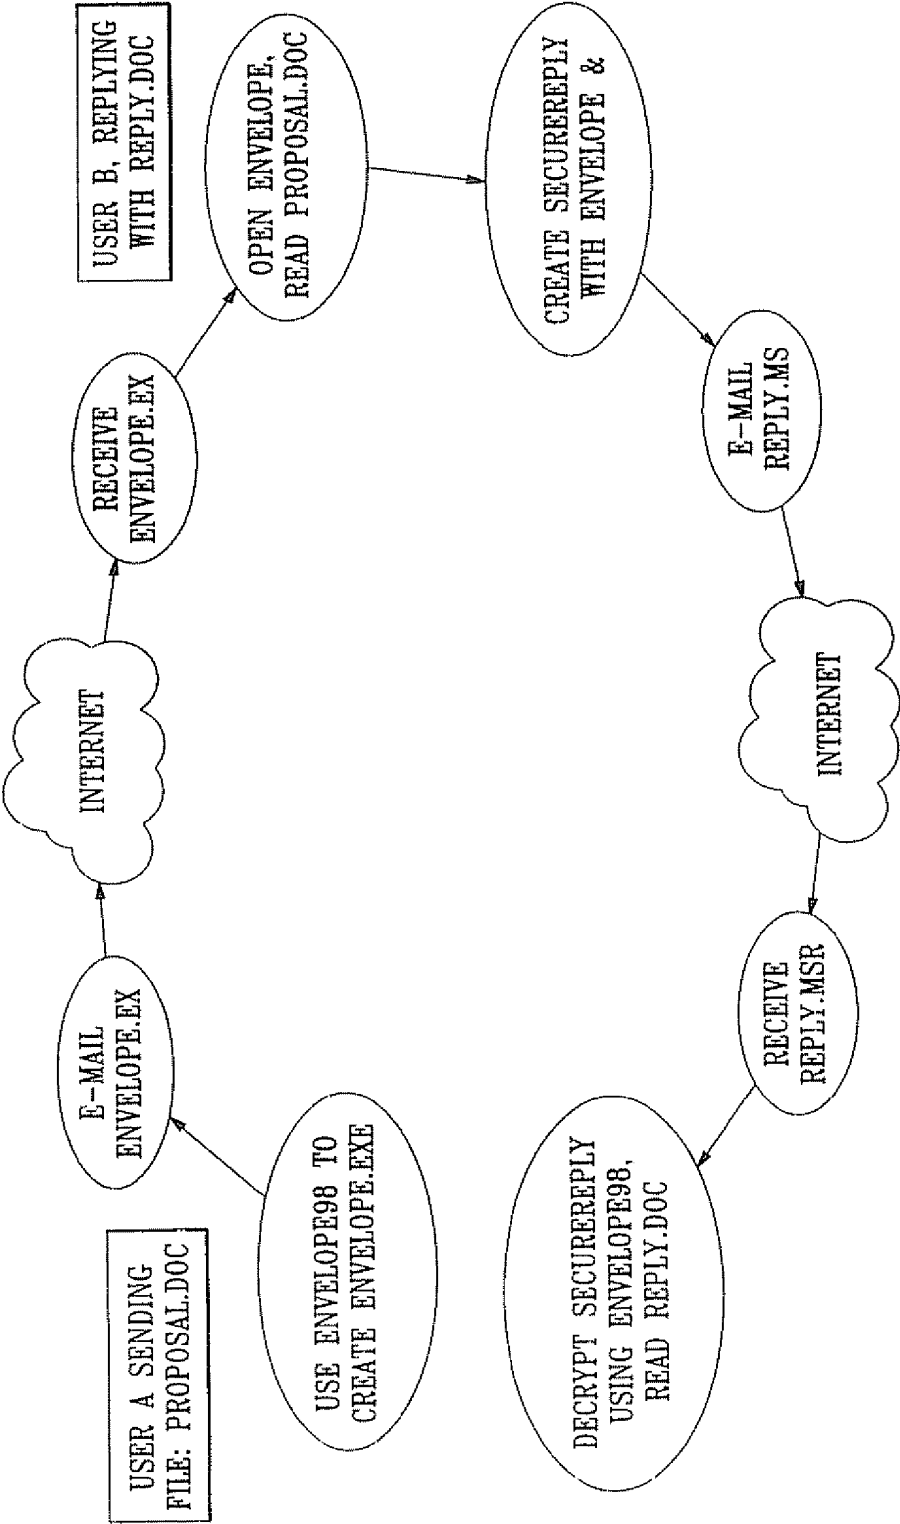 USER A SENDING
FILE: PROPOSAL.DOC
USE ENVELOPE98 TO
CREATE ENVELOPE.EXE
E-MAIL
ENVELOPE.EX
INTERNET
RECEIVE
ENVELOPE.EX
USER B, REPLYING
WITH REPLY.DOC
OPEN ENVELOPE,
READ PROPOSAL.DOC
CREATE SECUREREPLY
WITH ENVELOPE &
E-MAIL
REPLY.MS
INTERNET
RECEIVE
REPLY.MSR
DECRYPT SECUREREPLY
USING ENVELOPE98,
READ REPLY.DOC